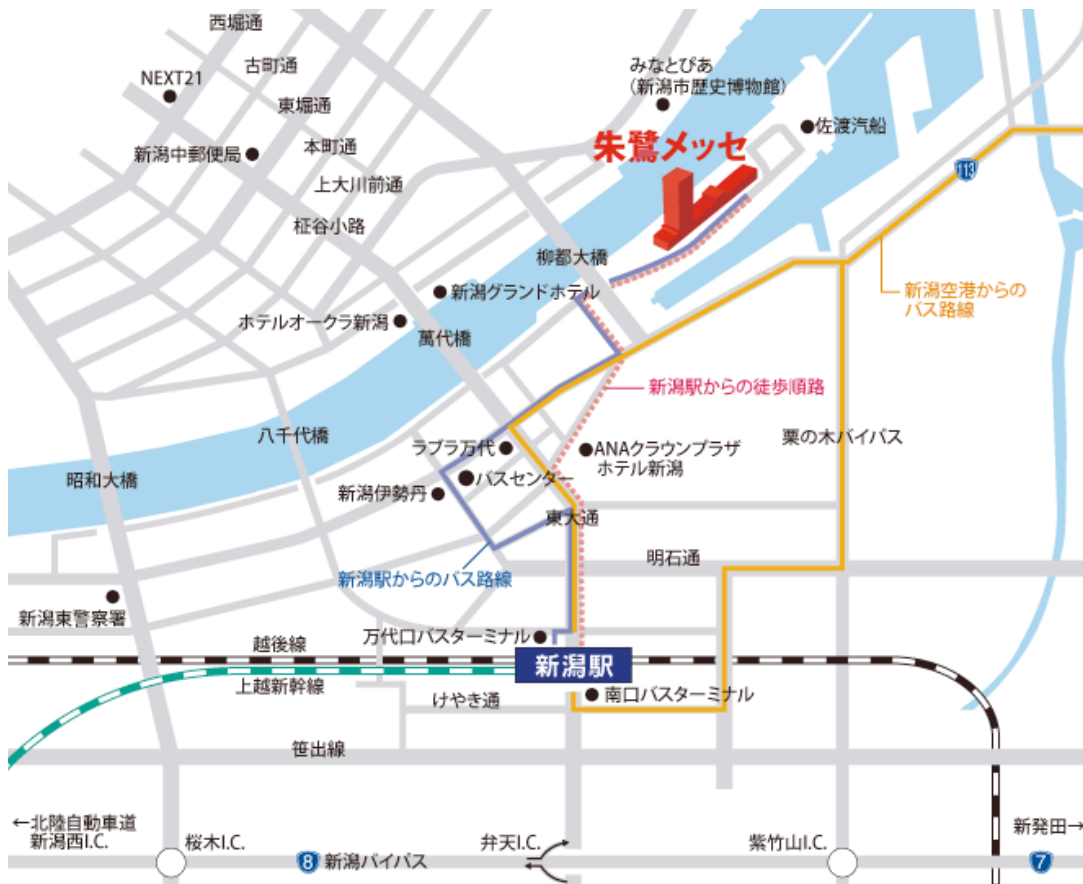 西堀通
古町通
NEXT21
東堀通
新潟中郵便局
本町通
上大川前通
柾谷小路
みなとぴあ
(新潟市歴史博物館)
佐渡汽船
朱鷺メッセ
113
柳都大橋
新潟グランドホテル
ホテルオークラ新潟
萬代橋
新潟空港からの
バス路線
新潟駅からの徒歩順路
八千代橋
昭和大橋
ラブラ万代
バスセンター
新潟伊勢丹
ANAクラウンプラザ
ホテル新潟
栗の木バイパス
東大通
明石通
新潟駅からのバス路線
新潟東警察署
万代口バスターミナル
越後線
新潟駅
上越新幹線
南口バスターミナル
けやき通
笹出線
←北陸自動車道
新潟西I.C.
桜木I.C.
8 新潟バイパス
弁天I.C.
紫竹山I.C.
新発田→
7